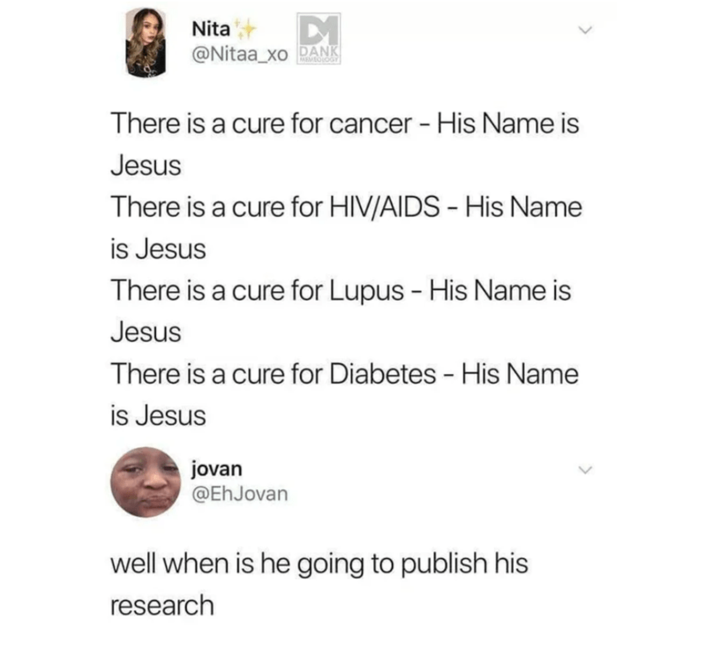 Nita
@Nitaa_xo DANK
There is a cure for cancer - His Name is
Jesus
There is a cure for HIV/AIDS - His Name
is Jesus
There is a cure for Lupus - His Name is
Jesus
There is a cure for Diabetes - His Name
is Jesus
jovan
@EhJovan
well when is he going to publish his
research